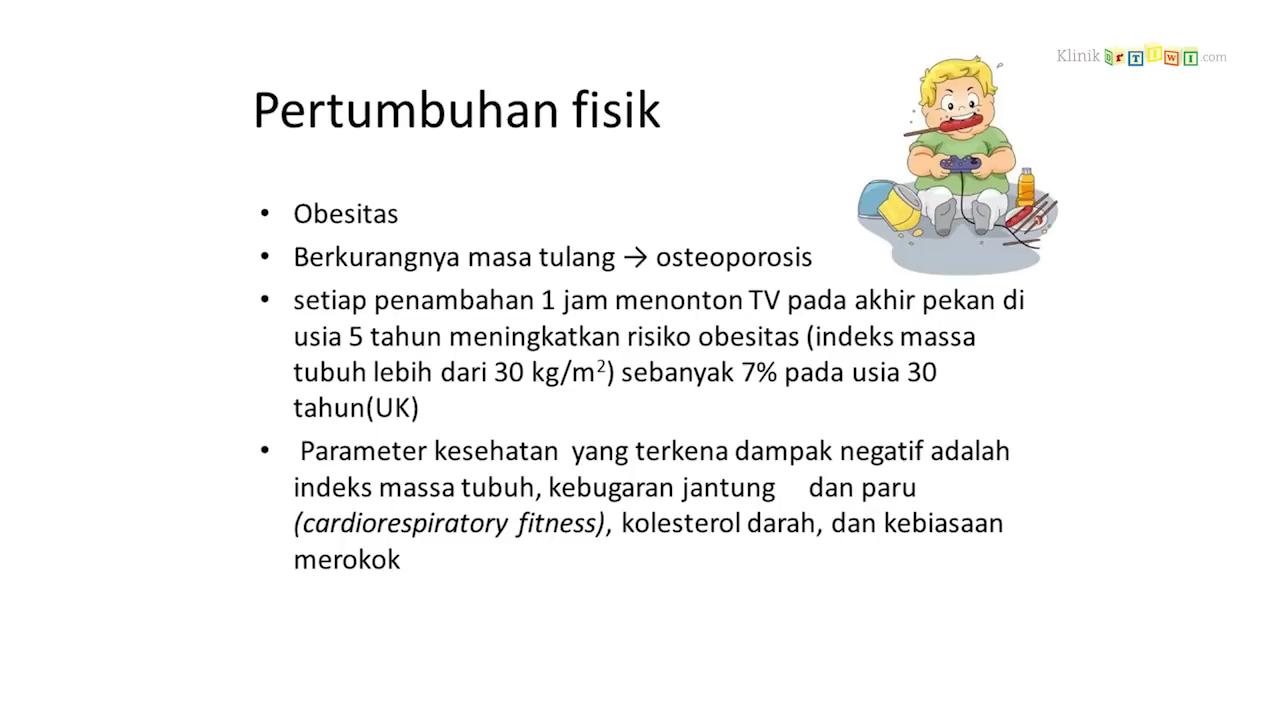 Klinik DrTIWI.com
Pertumbuhan fisik
• Obesitas
• Berkurangnya masa tulang → osteoporosis
• setiap penambahan 1 jam menonton TV pada akhir pekan di
usia 5 tahun meningkatkan risiko obesitas (indeks massa
tubuh lebih dari 30 kg/m²) sebanyak 7% pada usia 30
tahun(UK)
• Parameter kesehatan yang terkena dampak negatif adalah
indeks massa tubuh, kebugaran jantung dan paru
(cardiorespiratory fitness), kolesterol darah, dan kebiasaan
merokok